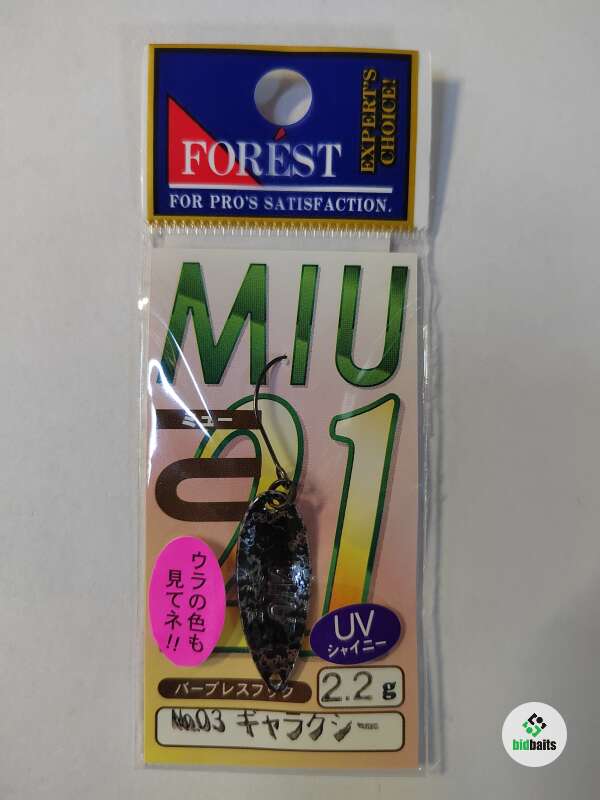 FORÉST
EXPERT'S
CHOICE!
FOR PRO'S SATISFACTION.
MIU
ミュー
21
ウラの色も
見てネ!!
UV
シャイニー
バーブレスフック
2.2g
No.03 ギャラクシー
bidbaits